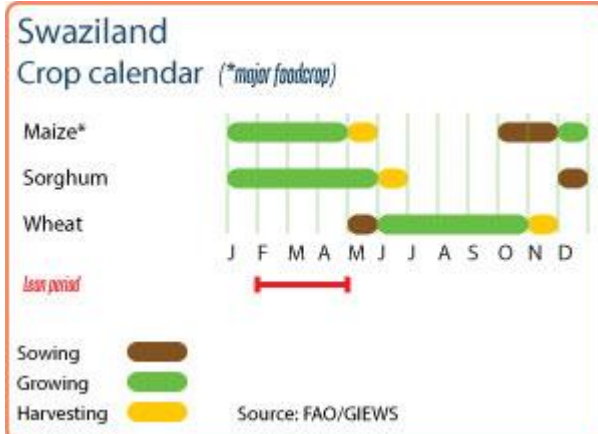 Swaziland
Crop calendar (*major foodcrop)
Maize*
Sorghum
Wheat
J F M A M J J A S O N D
Lean period
Sowing
Growing
Harvesting Source: FAO/GIEWS